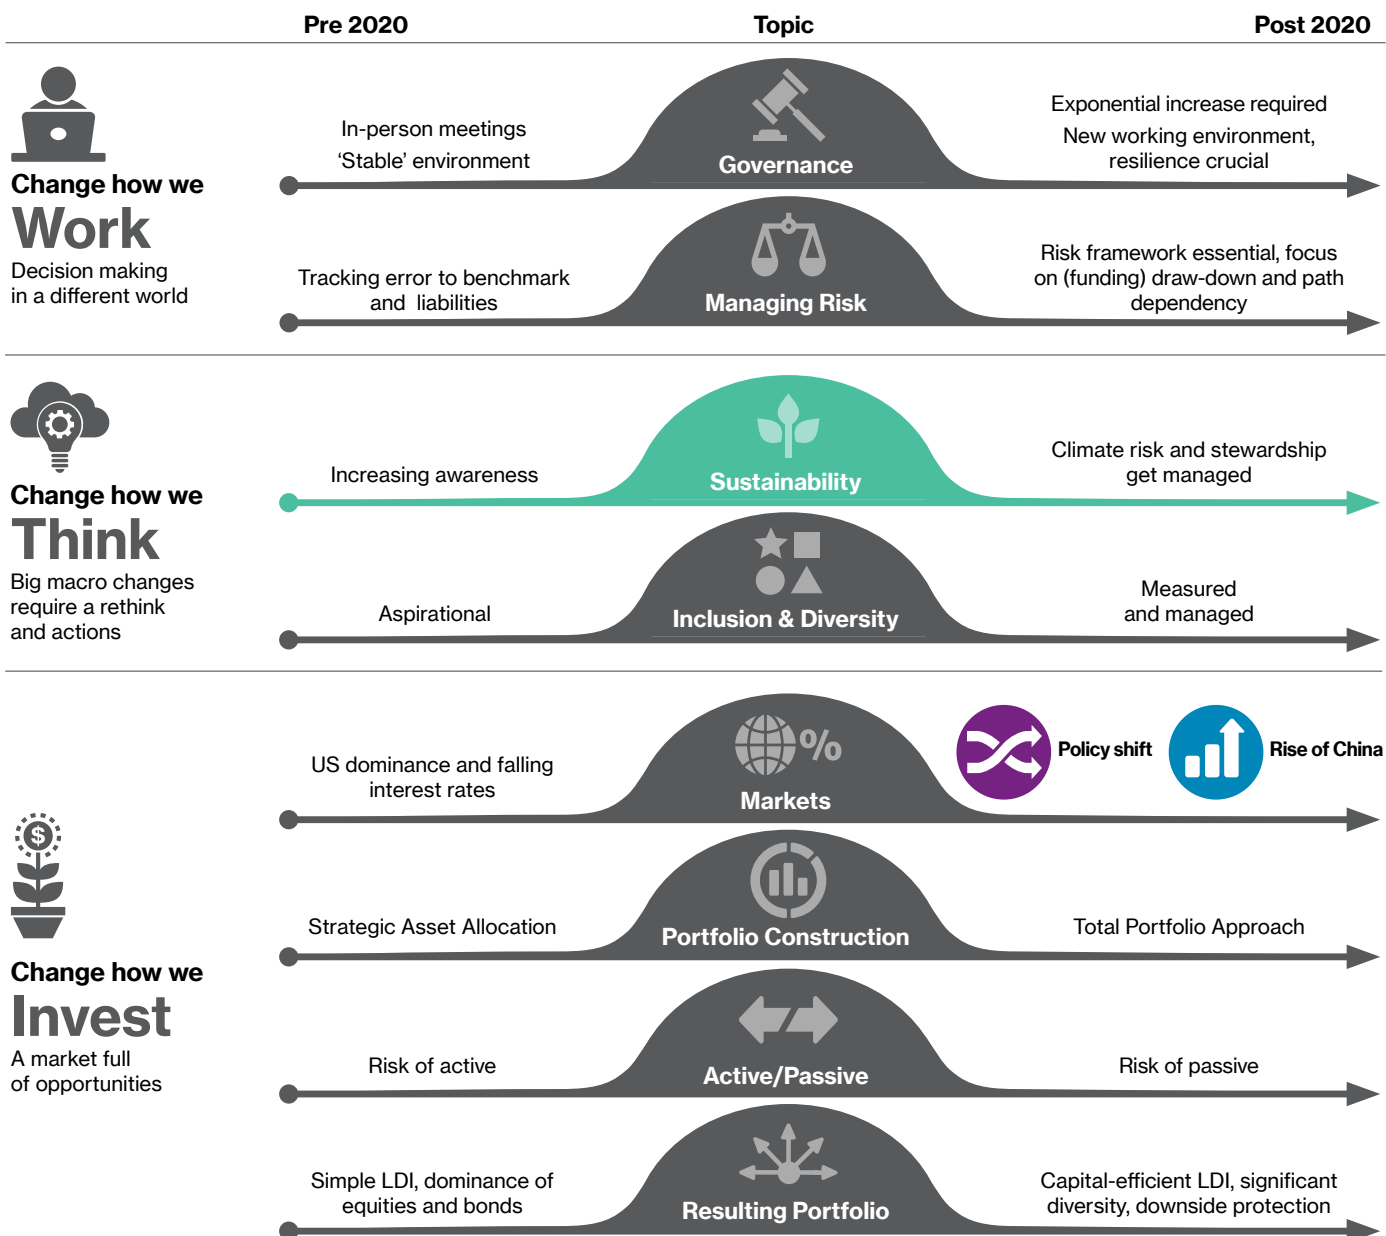 Pre 2020
Topic
Post 2020
Change how we
Work
Decision making
in a different world
In-person meetings
‘Stable’ environment
Governance
Exponential increase required
New working environment,
resilience crucial
Tracking error to benchmark
and liabilities
Managing Risk
Risk framework essential, focus
on (funding) draw-down and path
dependency
Change how we
Think
Big macro changes
require a rethink
and actions
Increasing awareness
Sustainability
Climate risk and stewardship
get managed
Aspirational
Inclusion & Diversity
Measured
and managed
Change how we
Invest
A market full
of opportunities
$
US dominance and falling
interest rates
%
Markets
Policy shift
Rise of China
Strategic Asset Allocation
Portfolio Construction
Total Portfolio Approach
Risk of active
Active/Passive
Risk of passive
Simple LDI, dominance of
equities and bonds
Resulting Portfolio
Capital-efficient LDI, significant
diversity, downside protection